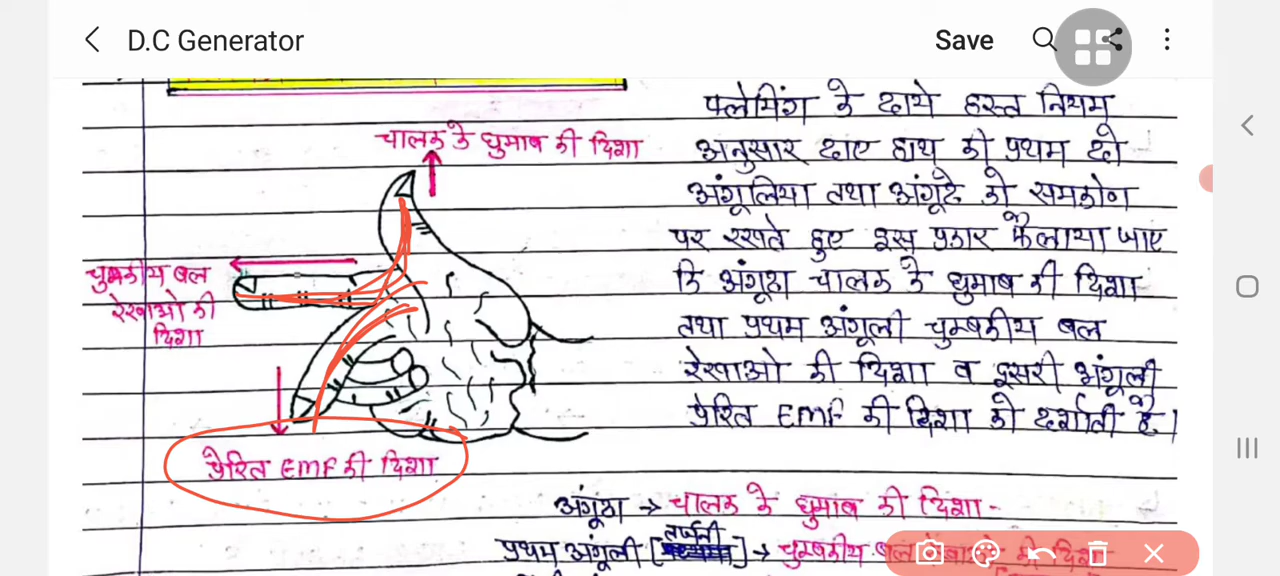 D.C Generator
Save
फ्लेमिंग के दाये हस्त नियम
चालक के घुमाव की दिशा
अनुसार दाए हाथ की प्रथम दो
अंगूलिया तथा अंगूठे को समकोण
पर रखते हुए इस प्रकार फैलाया जाए
चुम्बकीय बल
रेखाओ की
दिशा
कि अंगूठा चालक के घुमाव की दिशा
तथा प्रथम अंगूली चुम्बकीय बल
रेखाओ की दिशा व दूसरी अंगूली
प्रेरित EMF की दिशा को दर्शाती है।
प्रेरित EMF की दिशा
अंगूठा → चालक के घुमाव की दिशा -
प्रथम अंगूली [तर्जनी] → चुम्बकीय बल